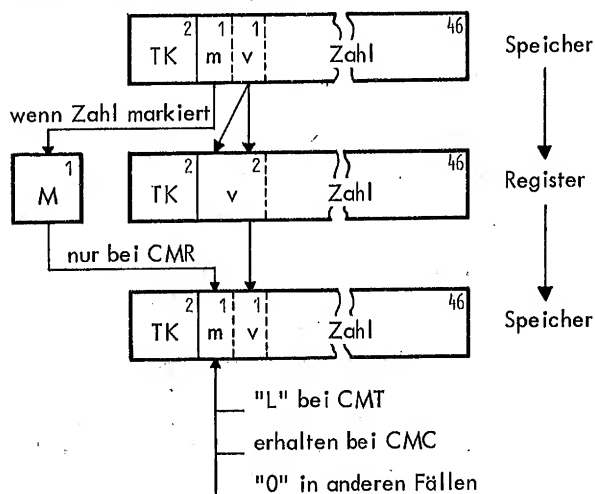 2 1 1 46
TK m v Zahl Speicher
wenn Zahl markiert
1 2 2 46
M TK v Zahl Register
nur bei CMR
2 1 1 46
TK m v Zahl Speicher
"L" bei CMT
erhalten bei CMC
"0" in anderen Fällen